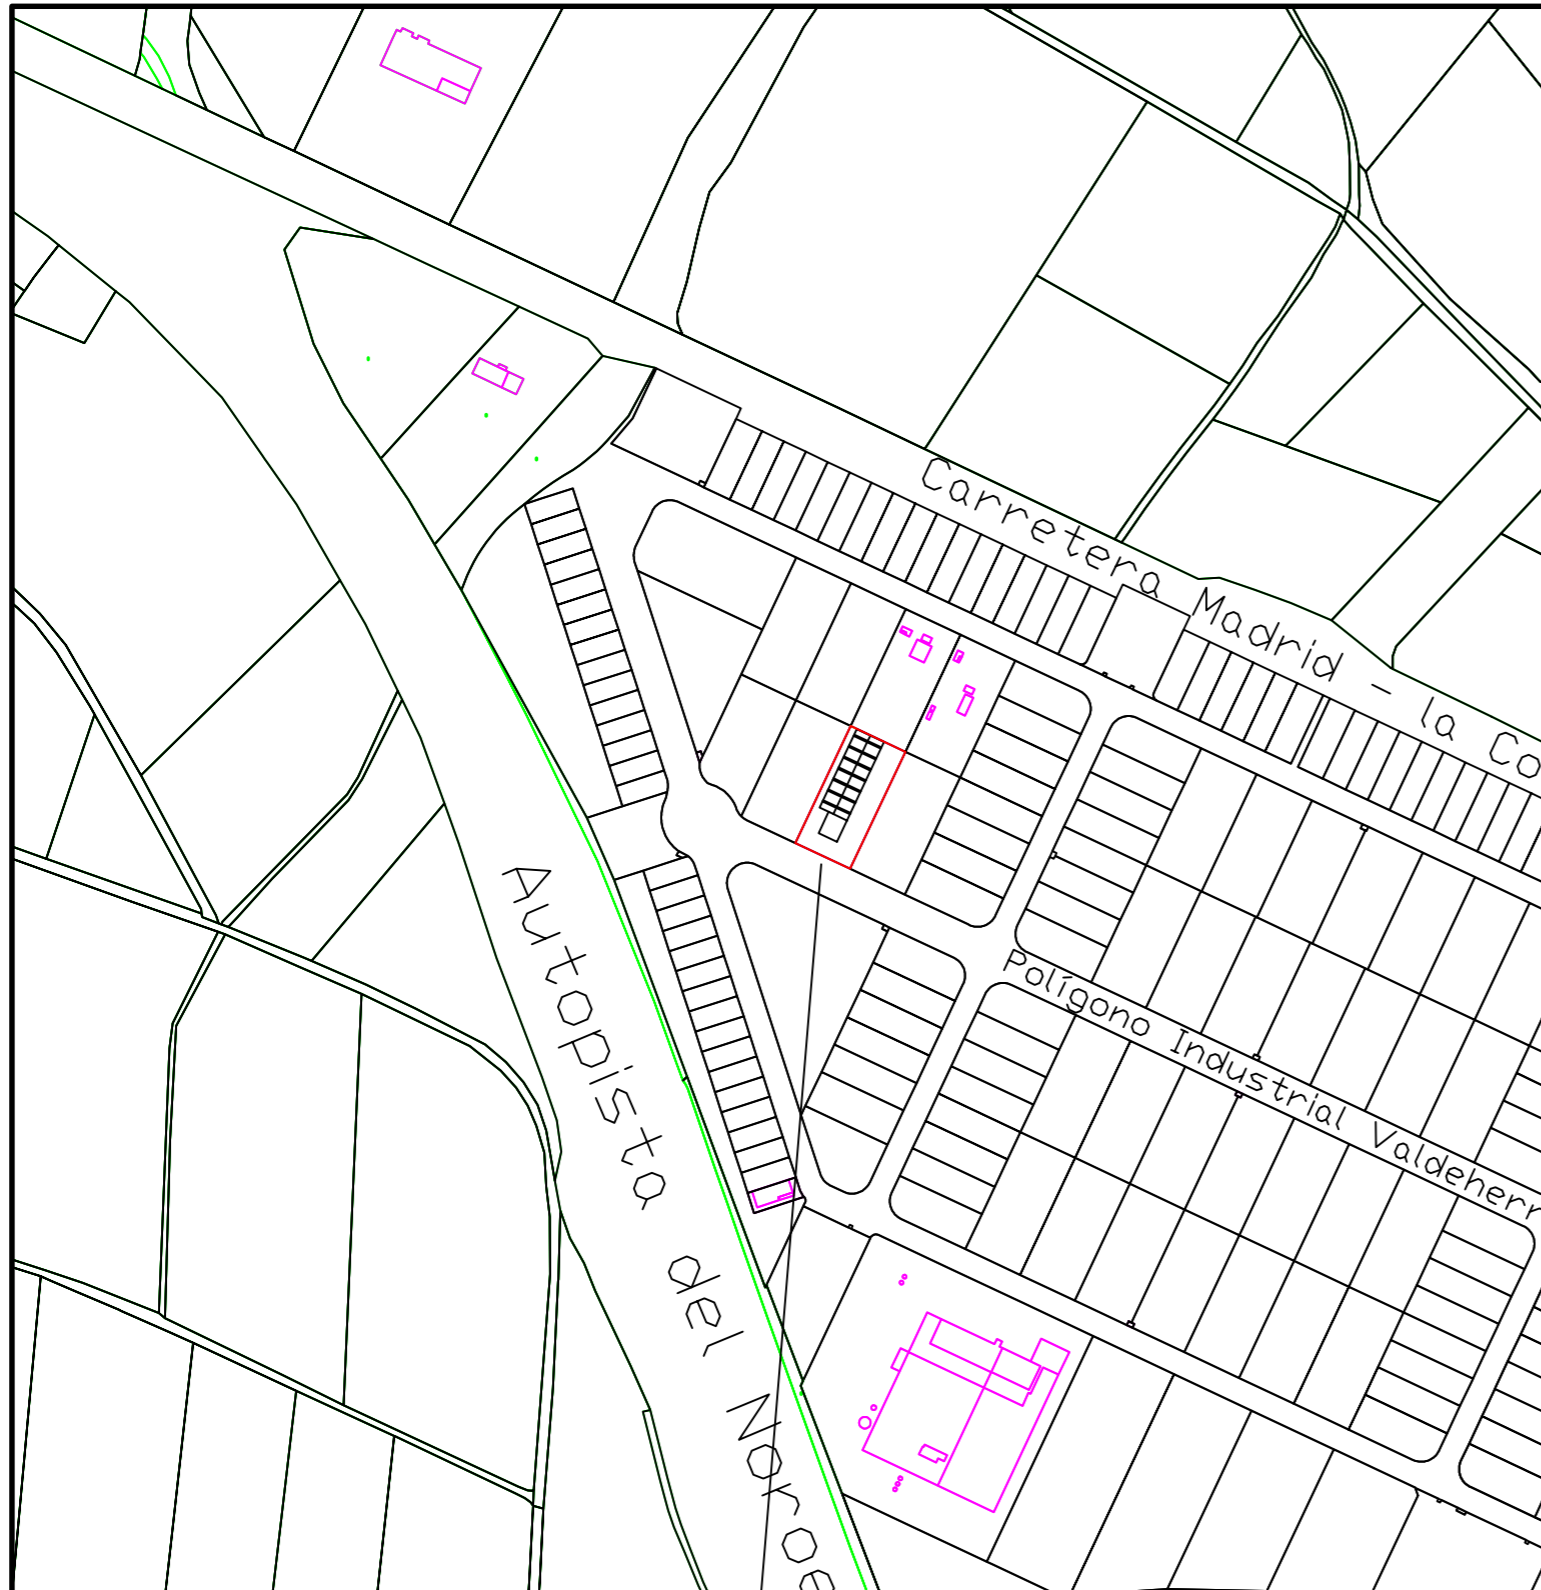 Carretera Madrid - la Co
Polígono Industrial Valdeherr
Autopista del Noroe